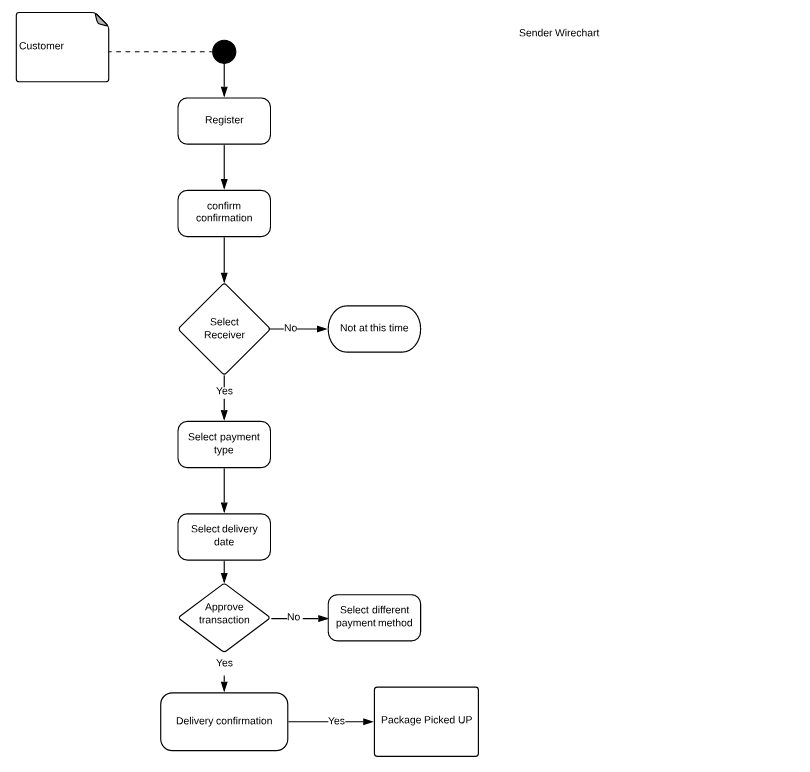 Sender Wirechart
Customer
Register
confirm
confirmation
Select
Receiver
No
Not at this time
Yes
Select payment
type
Select delivery
date
Approve
transaction
No
Select different
payment method
Yes
Delivery confirmation
Yes
Package Picked UP